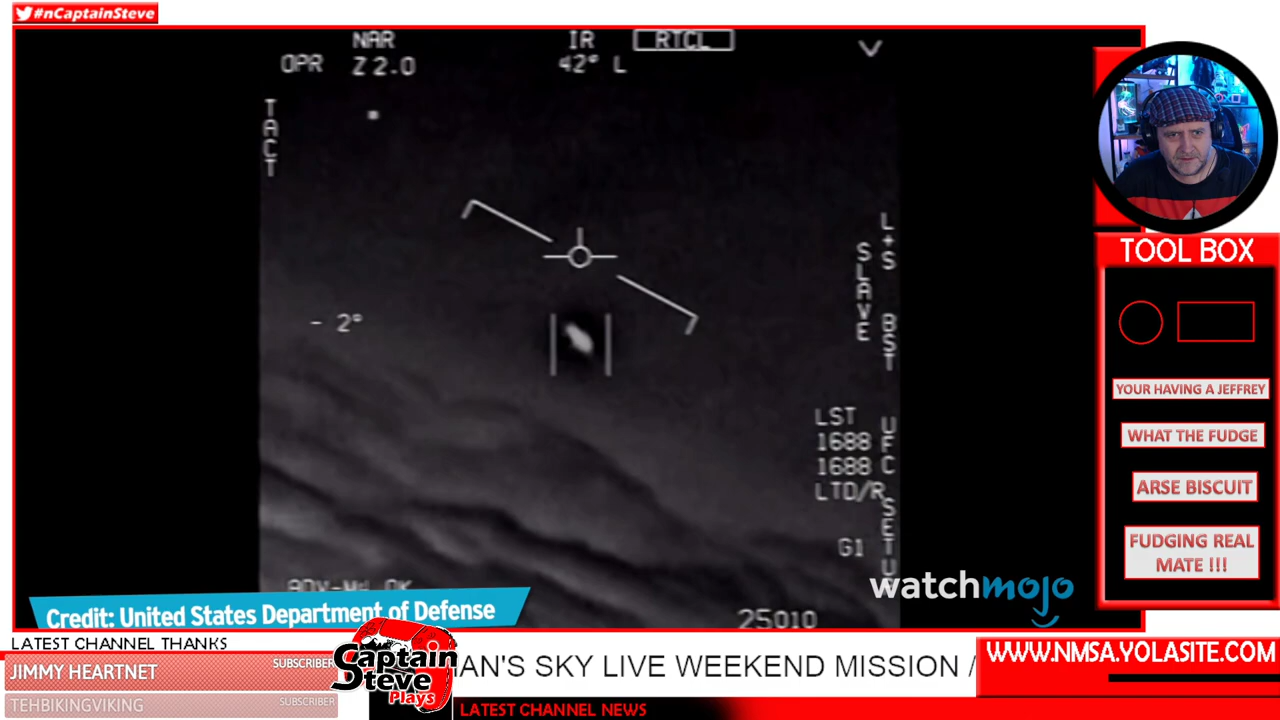 #nCaptainSteve
NAR
IR
RTCL
OPR
Z 2.0
42° L
TACT
L+S
SLAVE
BST
- 2°
LST
1688
1688
LTD/R
UFC
SETU
G1
25010
watchmojo
Credit: United States Department of Defense
TOOL BOX
YOUR HAVING A JEFFREY
WHAT THE FUDGE
ARSE BISCUIT
FUDGING REAL
MATE !!!
LATEST CHANNEL THANKS
JIMMY HEARTNET
SUBSCRIBER
TEHBIKINGVIKING
SUBSCRIBER
Captain
Steve
Plays
AN'S SKY LIVE WEEKEND MISSION /
LATEST CHANNEL NEWS
WWW.NMSA.YOLASITE.COM